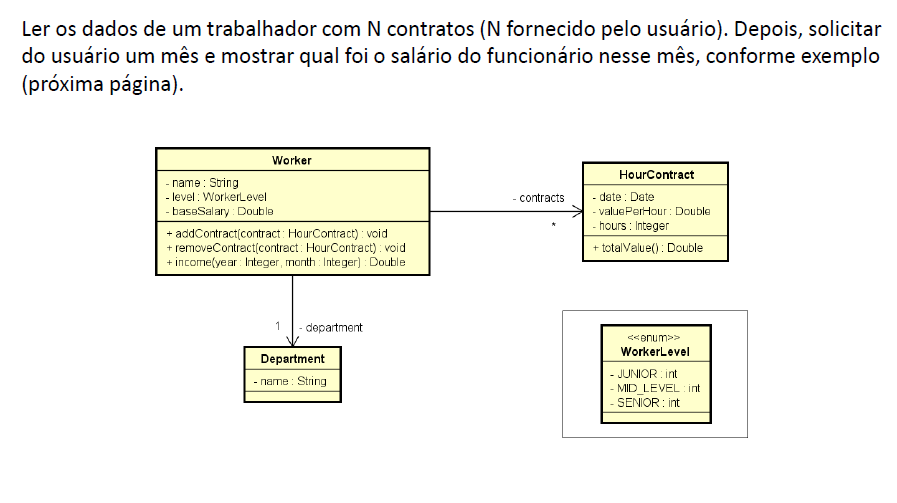 Ler os dados de um trabalhador com N contratos (N fornecido pelo usuário). Depois, solicitar
do usuário um mês e mostrar qual foi o salário do funcionário nesse mês, conforme exemplo
(próxima página).
Worker
- name : String
- level : WorkerLevel
- baseSalary : Double
+ addContract(contract : HourContract) : void
+ removeContract(contract : HourContract) : void
+ income(year : Integer, month : Integer) : Double
- contracts
*
HourContract
- date : Date
- valuePerHour : Double
- hours : Integer
+ totalValue() : Double
1
- department
Department
- name : String
<<enum>>
WorkerLevel
- JUNIOR : int
- MID_LEVEL : int
- SENIOR : int